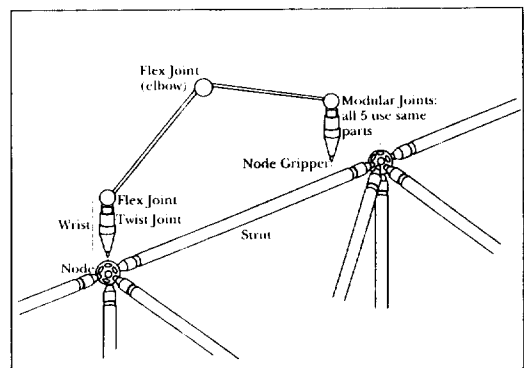 Flex Joint
(elbow)
Modular Joints:
all 5 use same
parts
Node Gripper
Flex Joint
Wrist
Twist Joint
Strut
Node